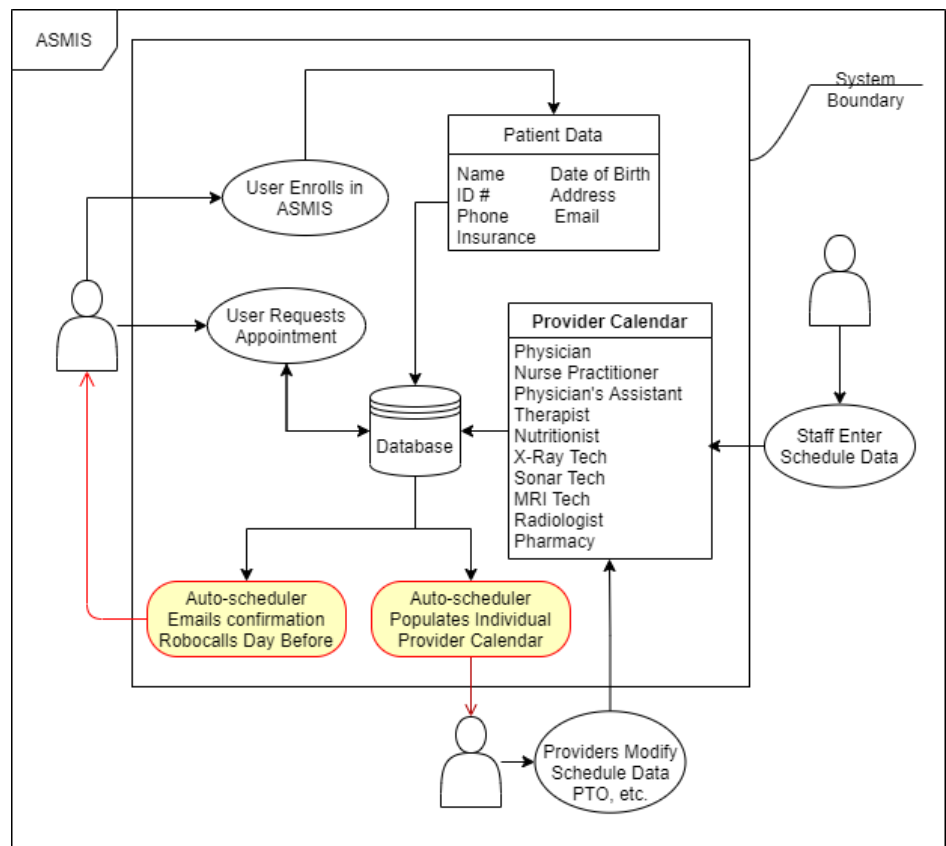 ASMIS
System
Boundary
Patient Data
Name Date of Birth
ID # Address
Phone Email
Insurance
User Enrolls in
ASMIS
User Requests
Appointment
Provider Calendar
Physician
Nurse Practitioner
Physician's Assistant
Therapist
Nutritionist
X-Ray Tech
Sonar Tech
MRI Tech
Radiologist
Pharmacy
Staff Enter
Schedule Data
Database
Auto-scheduler
Emails confirmation
Robocalls Day Before
Auto-scheduler
Populates Individual
Provider Calendar
Providers Modify
Schedule Data
PTO, etc.